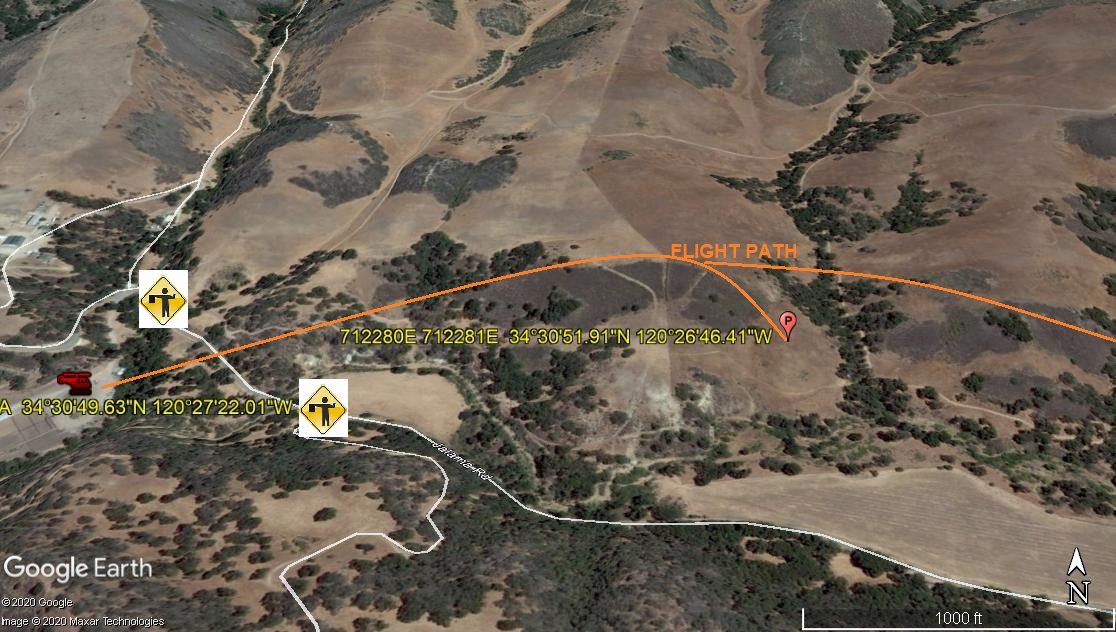 FLIGHT PATH
P
712280E 712281E 34°30'51.91"N 120°26'46.41"W
A 34°30'49.63"N 120°27'22.01"W
Jalama Rd
Google Earth
©2020 Google
Image © 2020 Maxar Technologies
N
1000 ft